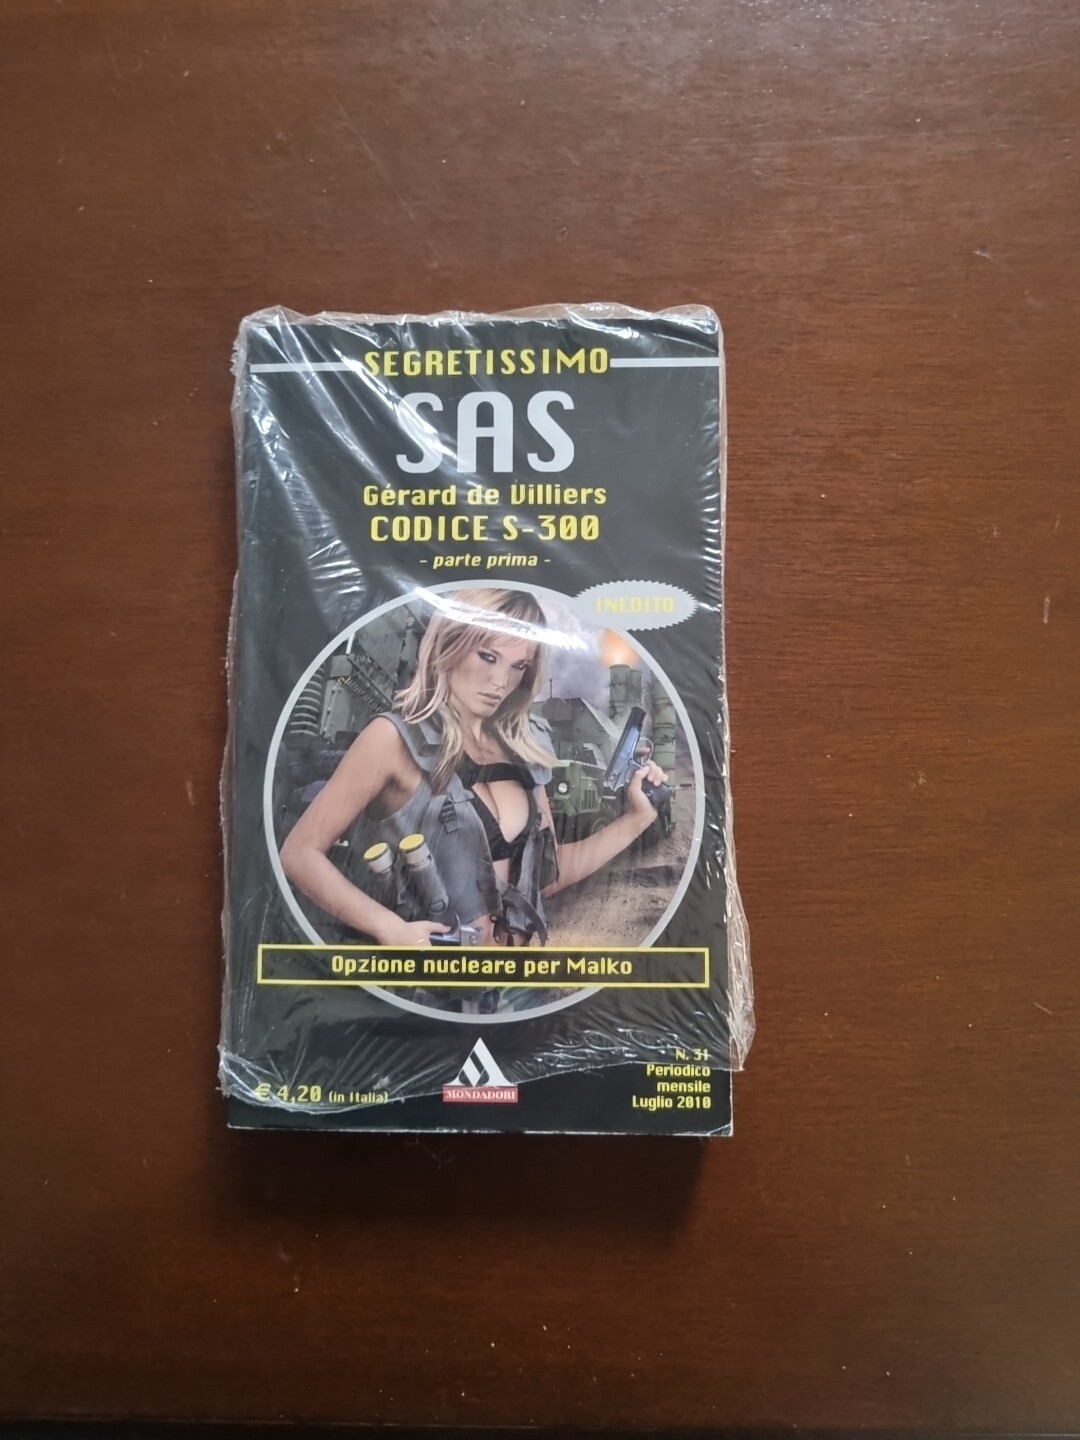 SEGRETISSIMO
SAS
Gérard de Villiers
CODICE S-300
- parte prima -
INEDITO
Opzione nucleare per Malko
N. 31
Periodico
mensile
Luglio 2010
€ 4,20 (in Italia)
MONDADORI